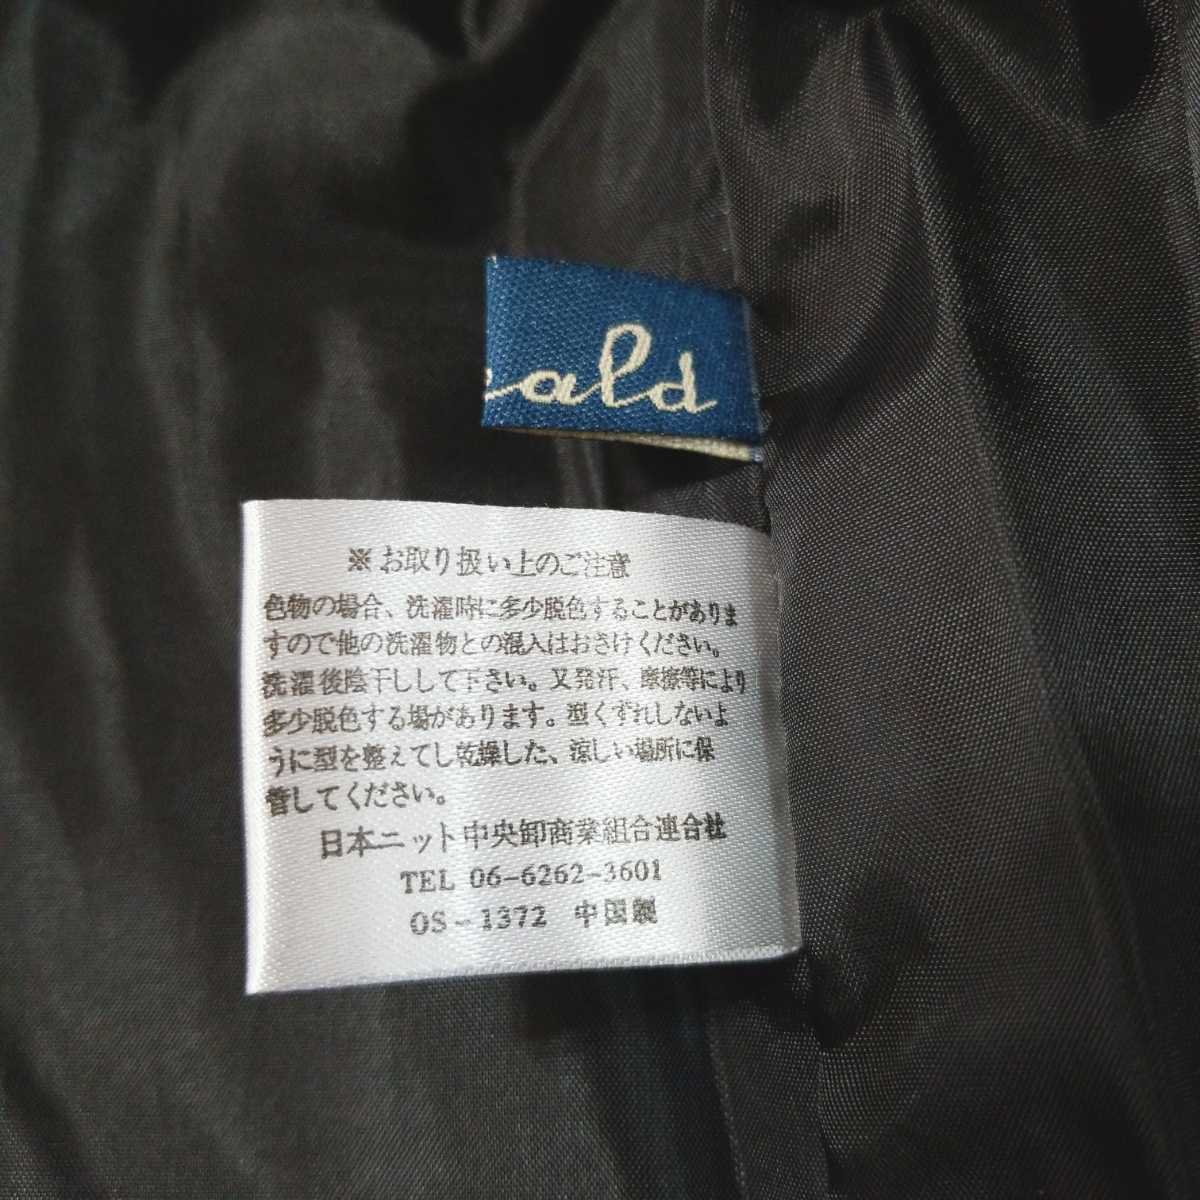 ald
※お取り扱い上のご注意
色物の場合、洗濯時に多少脱色することがありま
すので他の洗濯物との混入はおさけください。
洗濯後陰干しして下さい。又発汗、摩擦等により
多少脱色する場があります。型くずれしないよ
うに型を整えてし乾燥した、涼しい場所に保
管してください。
日本ニット中央卸商業組合連合社
TEL 06-6262-3601
OS-1372 中国製